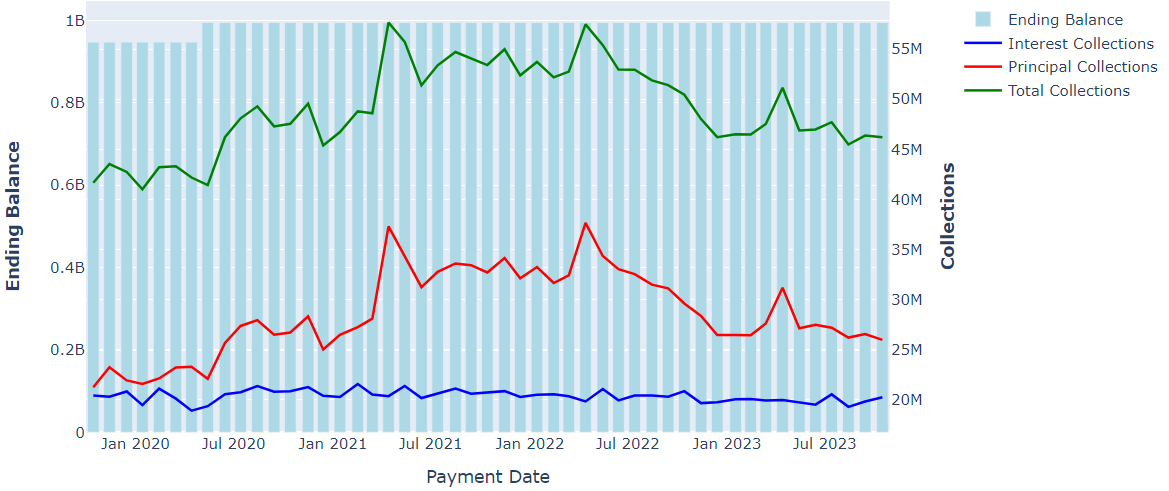 Ending Balance
Interest Collections
Principal Collections
Total Collections
1B
0.8B
0.6B
0.4B
0.2B
0
Ending Balance
55M
50M
45M
40M
35M
30M
25M
20M
Collections
Jan 2020
Jul 2020
Jan 2021
Jul 2021
Jan 2022
Jul 2022
Jan 2023
Jul 2023
Payment Date